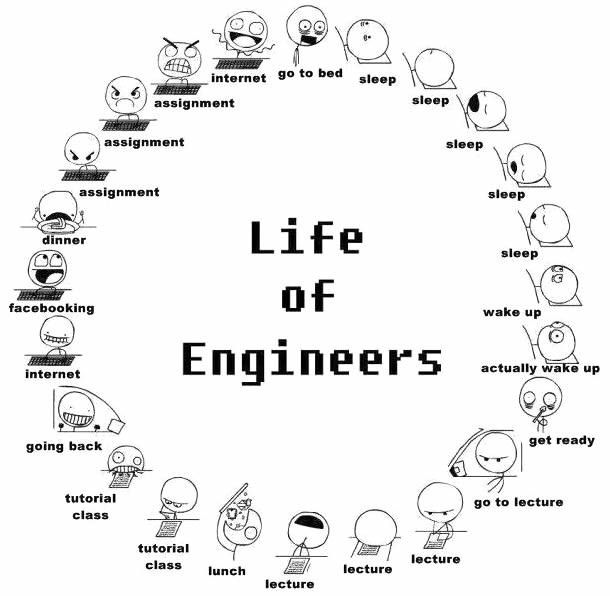 Life
of
Engineers
go to bed
sleep
sleep
sleep
sleep
sleep
wake up
actually wake up
get ready
go to lecture
lecture
lecture
lecture
lunch
tutorial
class
tutorial
class
going back
internet
facebooking
dinner
assignment
assignment
assignment
internet